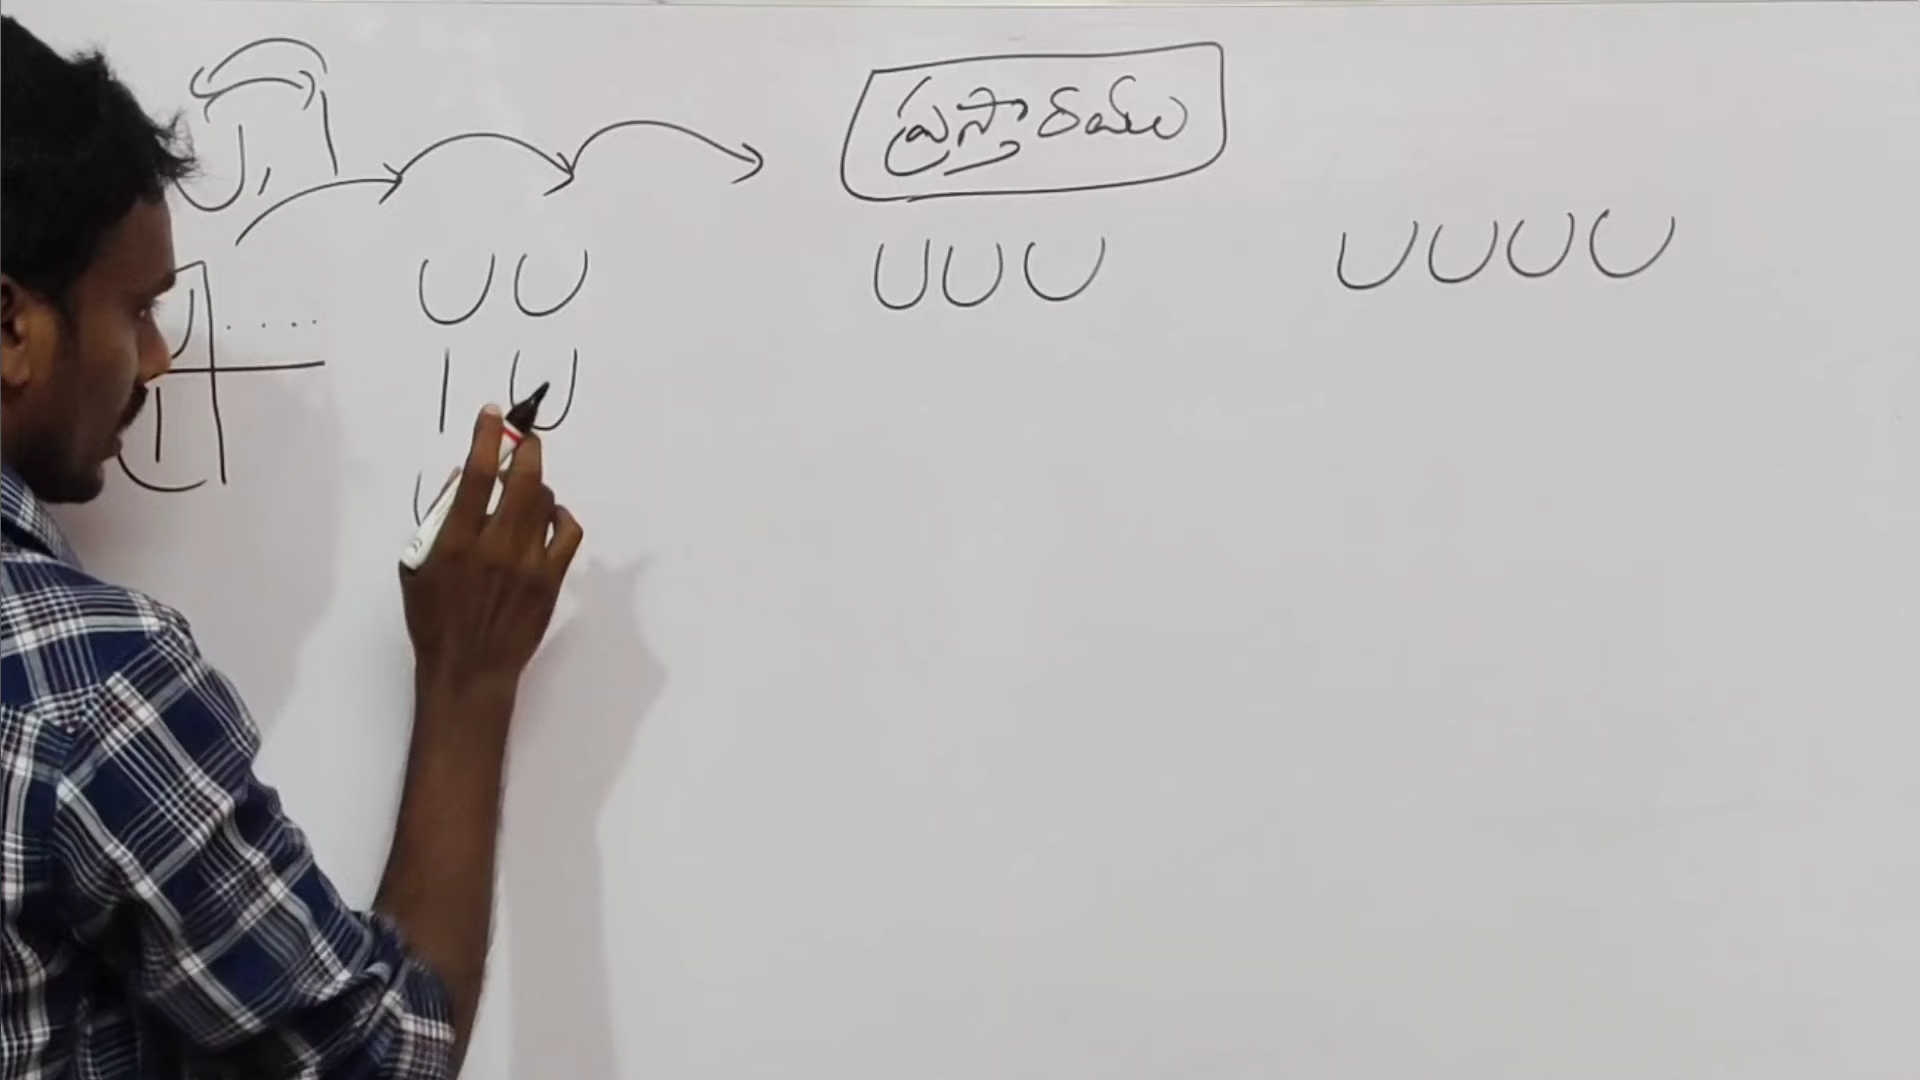 U, I
ప్రస్తారములు
U U
U U U
U U U U
U . . . .
I U
I